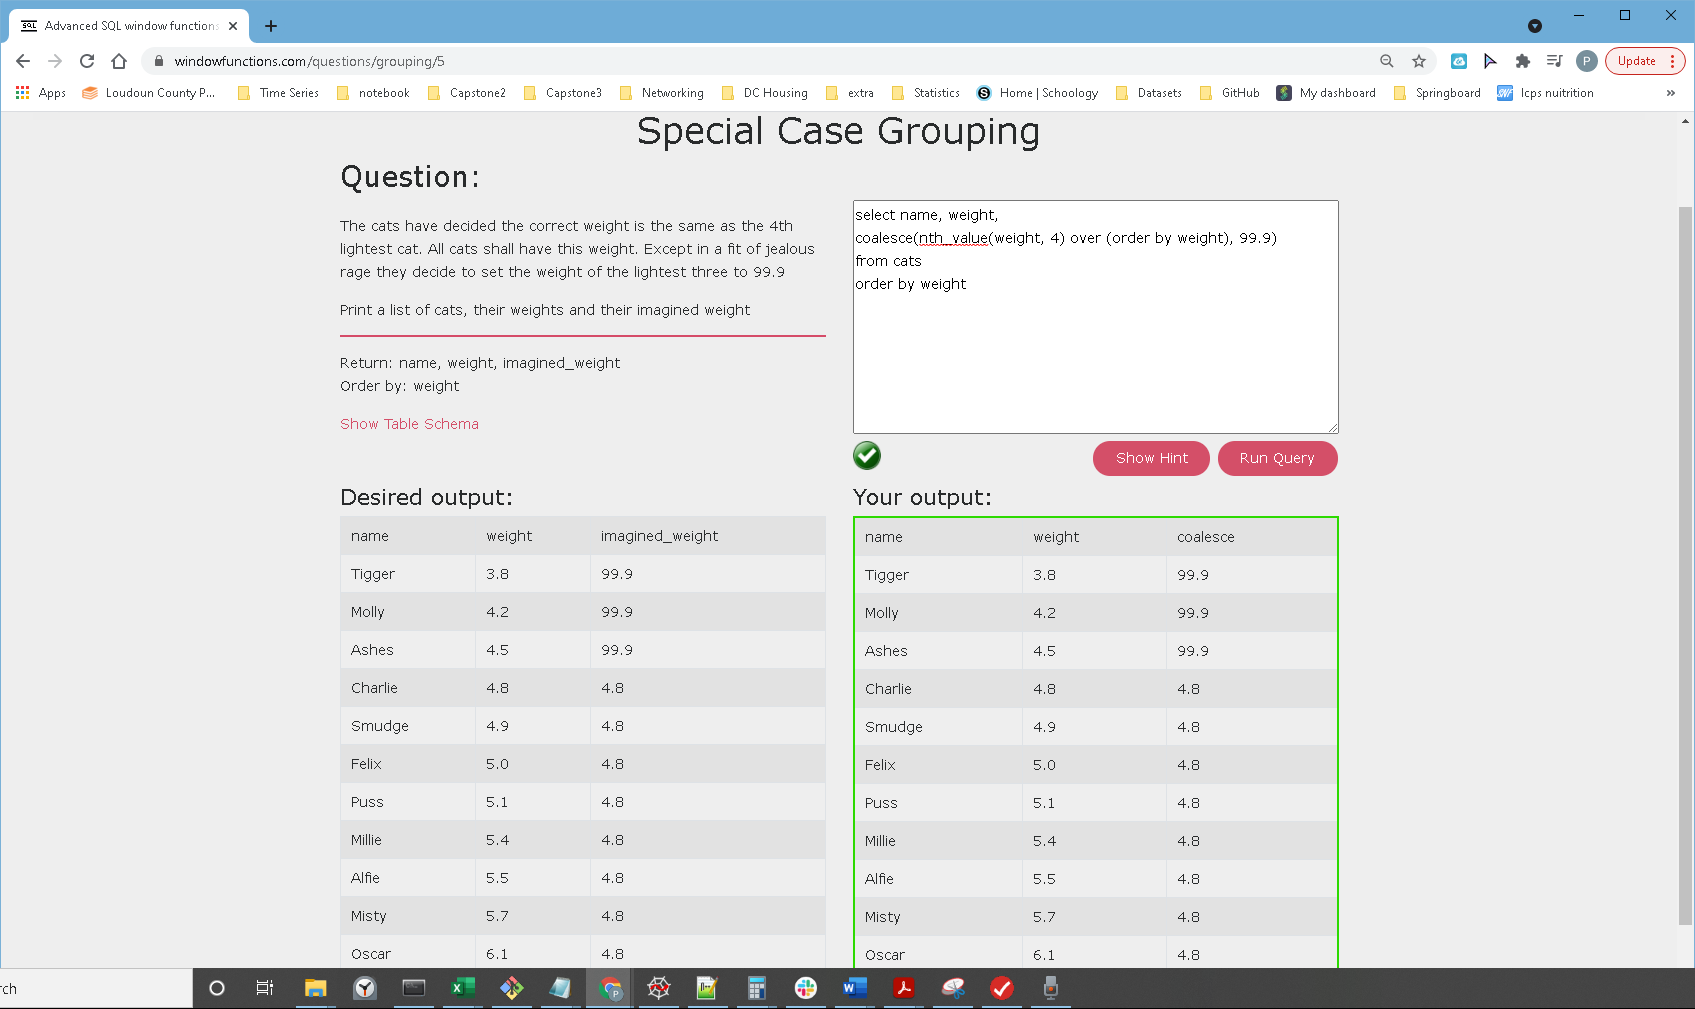 SQL Advanced SQL window functions
windowfunctions.com/questions/grouping/5
P
Update
Apps
Loudoun County P...
Time Series
notebook
Capstone2
Capstone3
Networking
DC Housing
extra
Statistics
S Home | Schoology
Datasets
GitHub
My dashboard
Springboard
SNF lcps nuitrition
»
Special Case Grouping
Question:
The cats have decided the correct weight is the same as the 4th
lightest cat. All cats shall have this weight. Except in a fit of jealous
rage they decide to set the weight of the lightest three to 99.9
Print a list of cats, their weights and their imagined weight
Return: name, weight, imagined_weight
Order by: weight
Show Table Schema
select name, weight,
coalesce(nth_value(weight, 4) over (order by weight), 99.9)
from cats
order by weight
Show Hint
Run Query
Desired output:
name weight imagined_weight
Tigger 3.8 99.9
Molly 4.2 99.9
Ashes 4.5 99.9
Charlie 4.8 4.8
Smudge 4.9 4.8
Felix 5.0 4.8
Puss 5.1 4.8
Millie 5.4 4.8
Alfie 5.5 4.8
Misty 5.7 4.8
Oscar 6.1 4.8
Your output:
name weight coalesce
Tigger 3.8 99.9
Molly 4.2 99.9
Ashes 4.5 99.9
Charlie 4.8 4.8
Smudge 4.9 4.8
Felix 5.0 4.8
Puss 5.1 4.8
Millie 5.4 4.8
Alfie 5.5 4.8
Misty 5.7 4.8
Oscar 6.1 4.8
rch